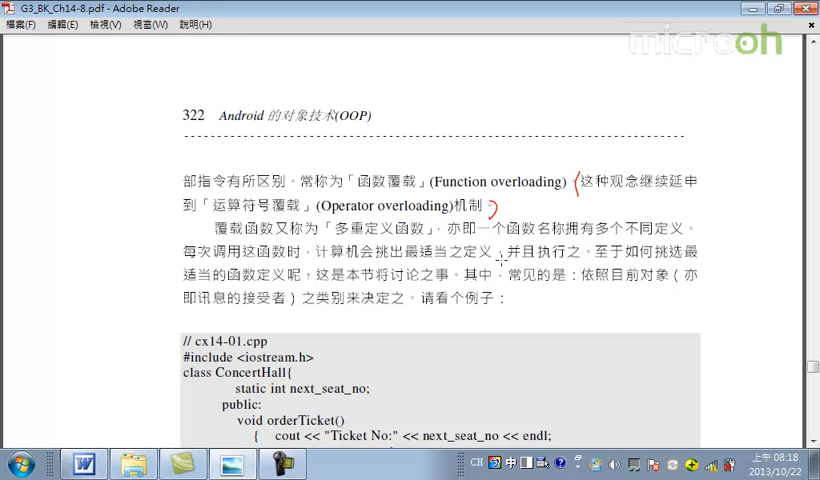 G3_BK_Ch14-8.pdf - Adobe Reader
檔案(F) 編輯(E) 檢視(V) 視窗(W) 說明(H)
microoh
322 Android 的对象技术(OOP)
部指令有所区别。常称为「函数覆载」(Function overloading)。这种观念继续延申
到「运算符号覆载」(Operator overloading)机制。
覆载函数又称为「多重定义函数」，亦即一个函数名称拥有多个不同定义。
每次调用这函数时，计算机会挑出最适当之定义，并且执行之。至于如何挑选最
适当的函数定义呢，这是本节将讨论之事。其中，常见的是：依照目前对象（亦
即讯息的接受者）之类别来决定之。请看个例子：
// cx14-01.cpp
#include <iostream.h>
class ConcertHall{
static int next_seat_no;
public:
void orderTicket()
{ cout << "Ticket No:" << next_seat_no << endl;
CH 中 上午 08:18
2013/10/22